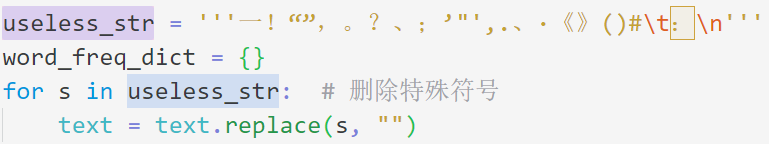 useless_str = '''一！“”，。？、；’"',.、·《》()#\t：\n'''
word_freq_dict = {}
for s in useless_str:  # 删除特殊符号
    text = text.replace(s, "")